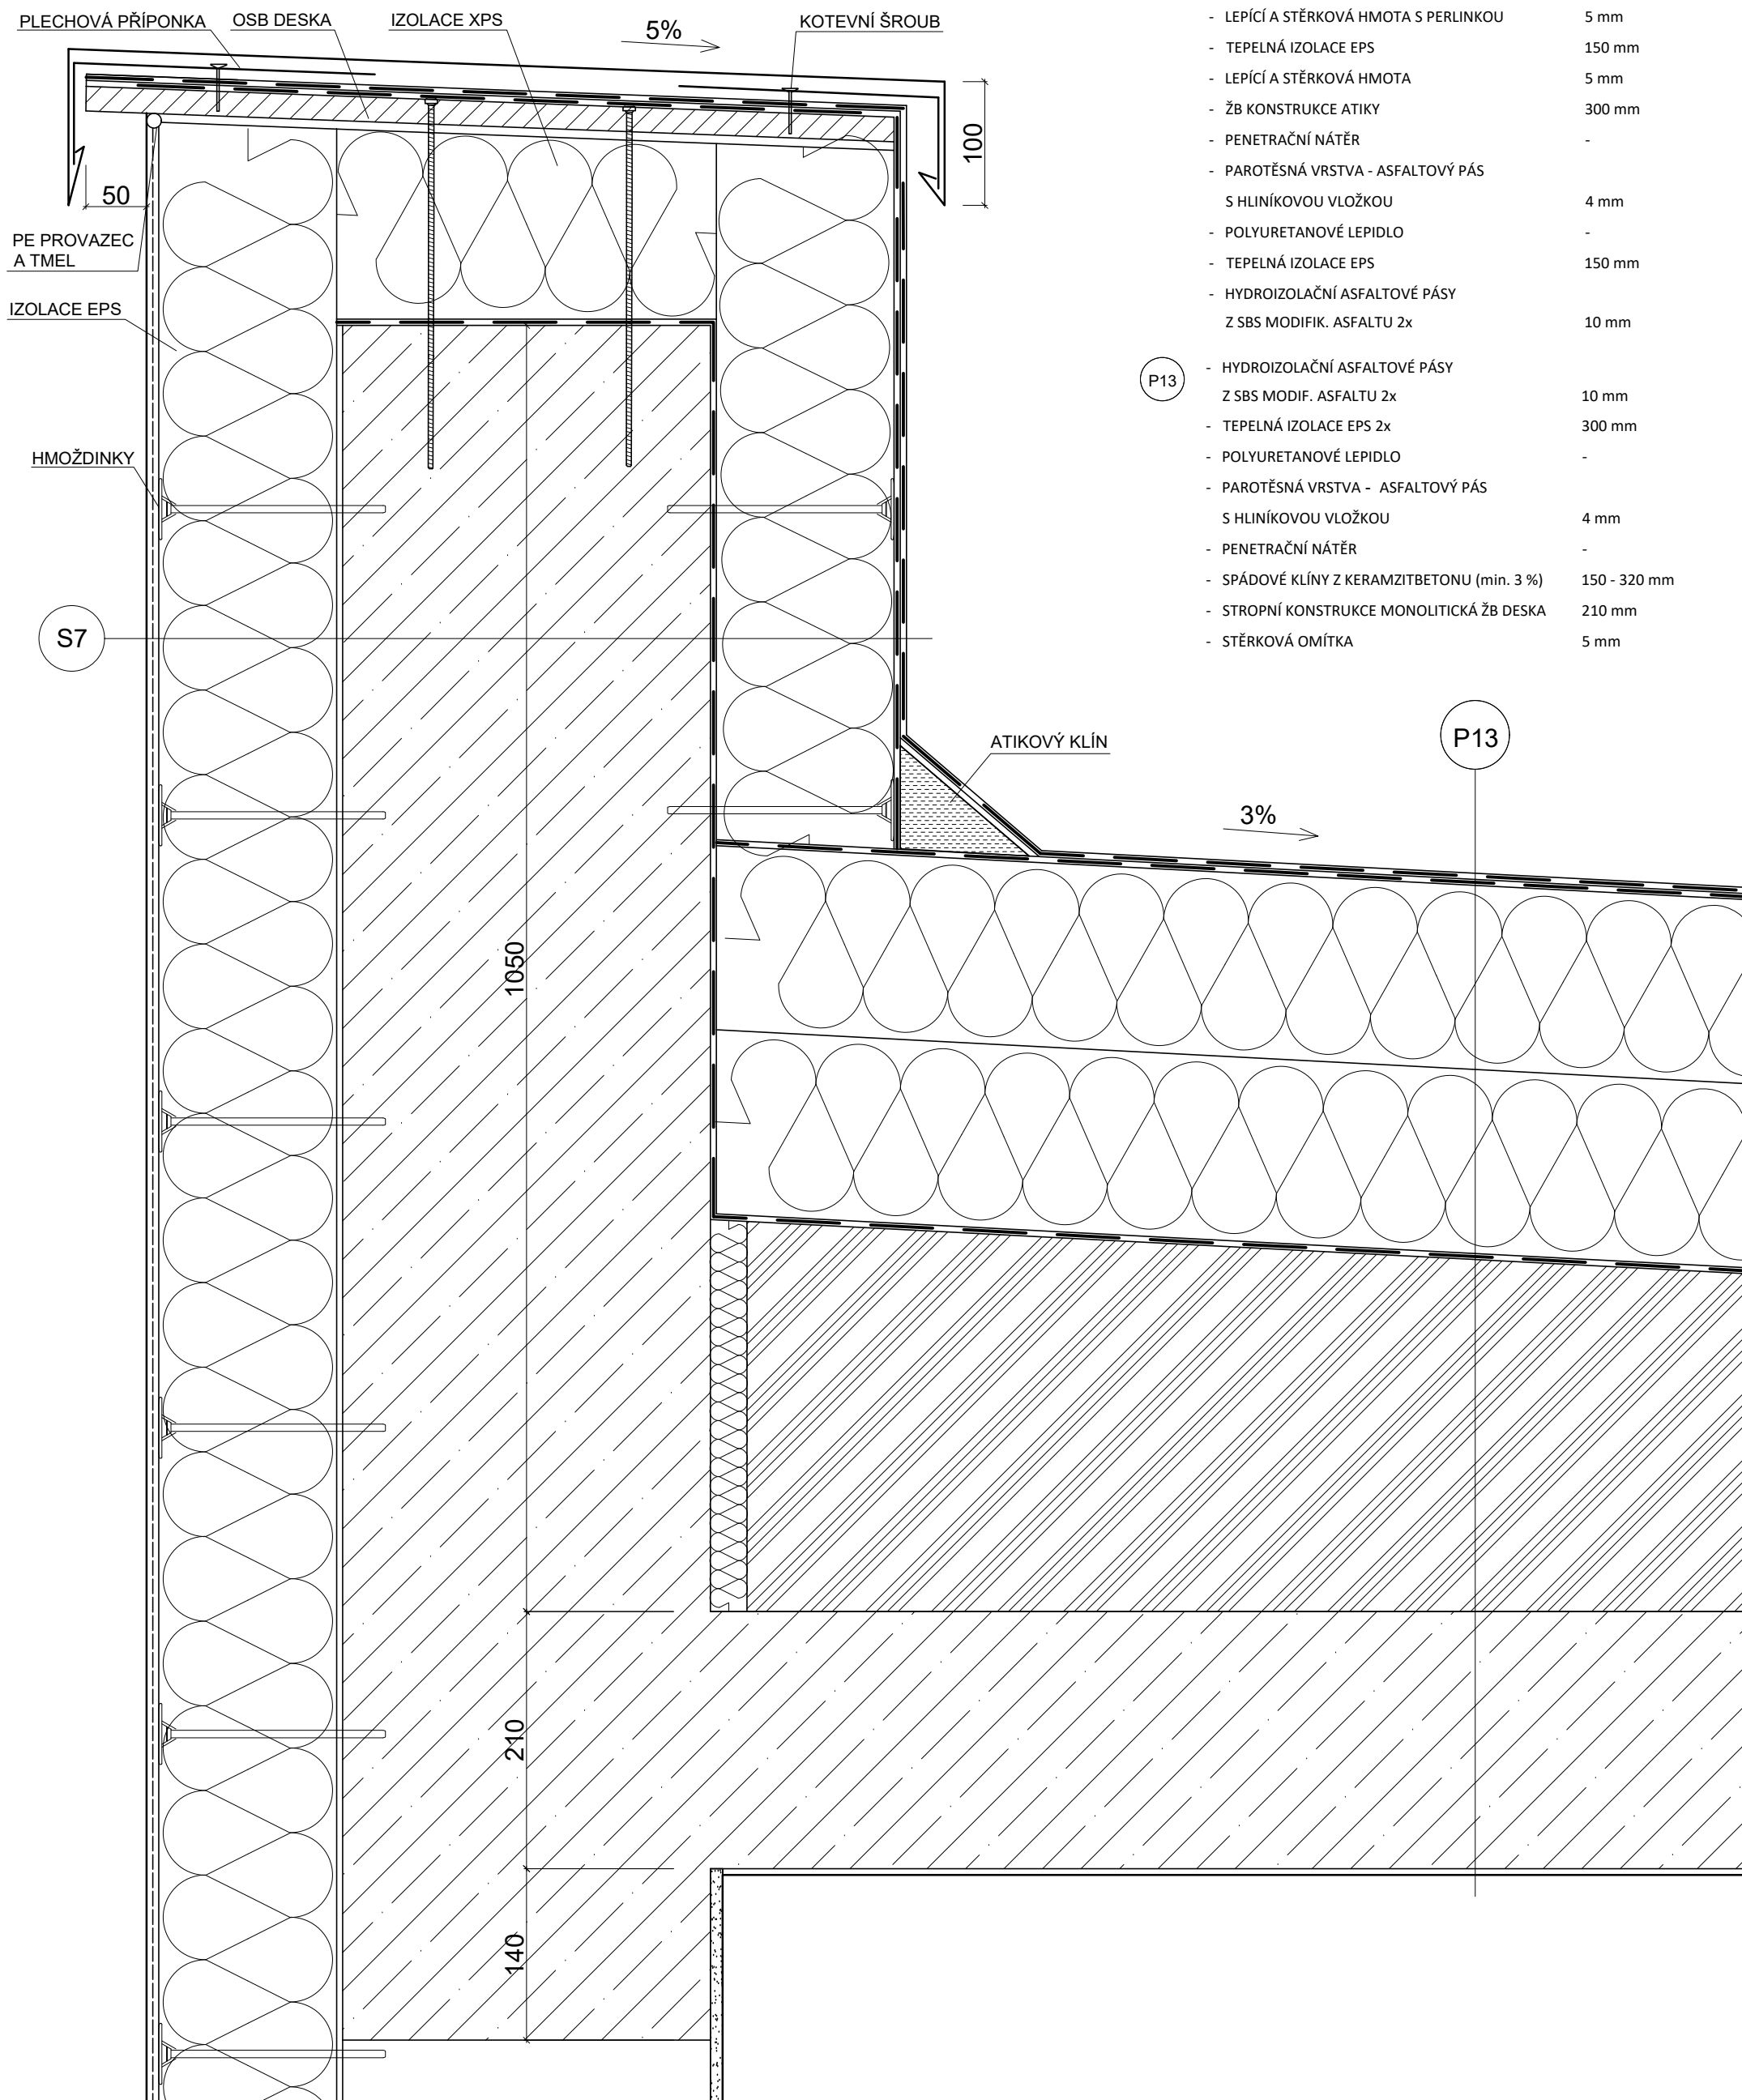 PLECHOVÁ PŘÍPONKA
OSB DESKA
IZOLACE XPS
5%
KOTEVNÍ ŠROUB
100
50
PE PROVAZEC
A TMEL
IZOLACE EPS
HMOŽDINKY
S7
- LEPÍCÍ A STĚRKOVÁ HMOTA S PERLINKOU 5 mm
- TEPELNÁ IZOLACE EPS 150 mm
- LEPÍCÍ A STĚRKOVÁ HMOTA 5 mm
- ŽB KONSTRUKCE ATIKY 300 mm
- PENETRAČNÍ NÁTĚR -
- PAROTĚSNÁ VRSTVA - ASFALTOVÝ PÁS
S HLINÍKOVOU VLOŽKOU 4 mm
- POLYURETANOVÉ LEPIDLO -
- TEPELNÁ IZOLACE EPS 150 mm
- HYDROIZOLAČNÍ ASFALTOVÉ PÁSY
Z SBS MODIFIK. ASFALTU 2x 10 mm
P13
- HYDROIZOLAČNÍ ASFALTOVÉ PÁSY
Z SBS MODIF. ASFALTU 2x 10 mm
- TEPELNÁ IZOLACE EPS 2x 300 mm
- POLYURETANOVÉ LEPIDLO -
- PAROTĚSNÁ VRSTVA - ASFALTOVÝ PÁS
S HLINÍKOVOU VLOŽKOU 4 mm
- PENETRAČNÍ NÁTĚR -
- SPÁDOVÉ KLÍNY Z KERAMZITBETONU (min. 3 %) 150 - 320 mm
- STROPNÍ KONSTRUKCE MONOLITICKÁ ŽB DESKA 210 mm
- STĚRKOVÁ OMÍTKA 5 mm
ATIKOVÝ KLÍN
P13
3%
1050
210
140